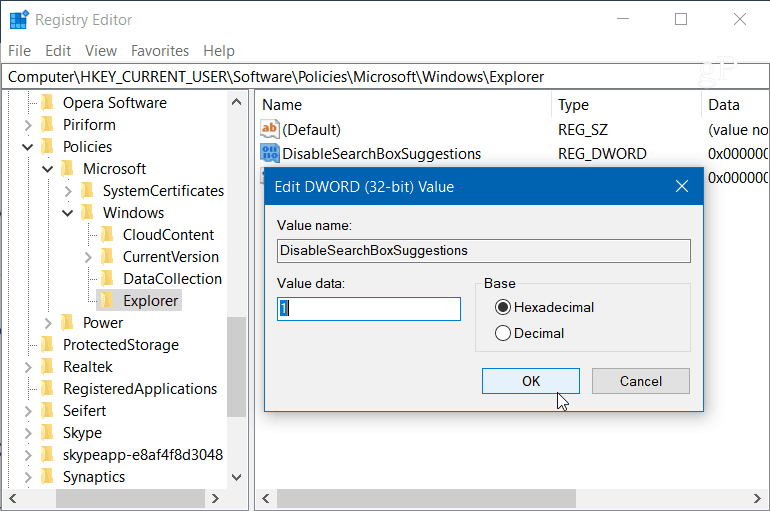 Registry Editor
File Edit View Favorites Help
Computer\HKEY_CURRENT_USER\Software\Policies\Microsoft\Windows\Explorer
gP
Opera Software
Piriform
Policies
Microsoft
SystemCertificates
Windows
CloudContent
CurrentVersion
DataCollection
Explorer
Power
ProtectedStorage
Realtek
RegisteredApplications
Seifert
Skype
skypeapp-e8af4f8d3048
Synaptics
Name Type Data
ab (Default) REG_SZ (value no
DisableSearchBoxSuggestions REG_DWORD 0x000000
0x000000
Edit DWORD (32-bit) Value
Value name:
DisableSearchBoxSuggestions
Value data:
1
Base
Hexadecimal
Decimal
OK Cancel